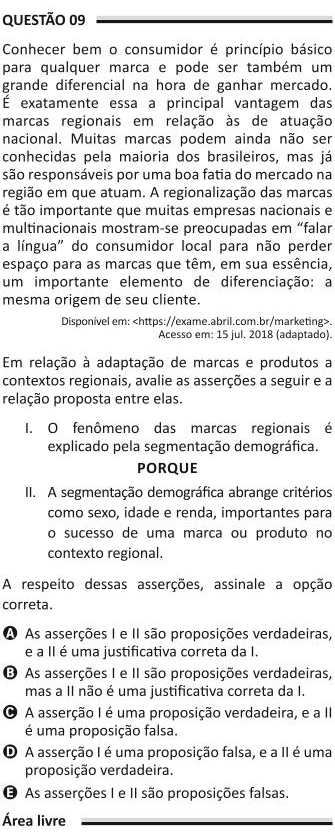 QUESTÃO 09
Conhecer bem o consumidor é princípio básico
para qualquer marca e pode ser também um
grande diferencial na hora de ganhar mercado.
É exatamente essa a principal vantagem das
marcas regionais em relação às de atuação
nacional. Muitas marcas podem ainda não ser
conhecidas pela maioria dos brasileiros, mas já
são responsáveis por uma boa fatia do mercado na
região em que atuam. A regionalização das marcas
é tão importante que muitas empresas nacionais e
multinacionais mostram-se preocupadas em “falar
a língua” do consumidor local para não perder
espaço para as marcas que têm, em sua essência,
um importante elemento de diferenciação: a
mesma origem de seu cliente.
Disponível em: <https://exame.abril.com.br/marketing>.
Acesso em: 15 jul. 2018 (adaptado).
Em relação à adaptação de marcas e produtos a
contextos regionais, avalie as asserções a seguir e a
relação proposta entre elas.
I. O fenômeno das marcas regionais é
explicado pela segmentação demográfica.
PORQUE
II. A segmentação demográfica abrange critérios
como sexo, idade e renda, importantes para
o sucesso de uma marca ou produto no
contexto regional.
A respeito dessas asserções, assinale a opção
correta.
A As asserções I e II são proposições verdadeiras,
e a II é uma justificativa correta da I.
B As asserções I e II são proposições verdadeiras,
mas a II não é uma justificativa correta da I.
C A asserção I é uma proposição verdadeira, e a II
é uma proposição falsa.
D A asserção I é uma proposição falsa, e a II é uma
proposição verdadeira.
E As asserções I e II são proposições falsas.
Área livre